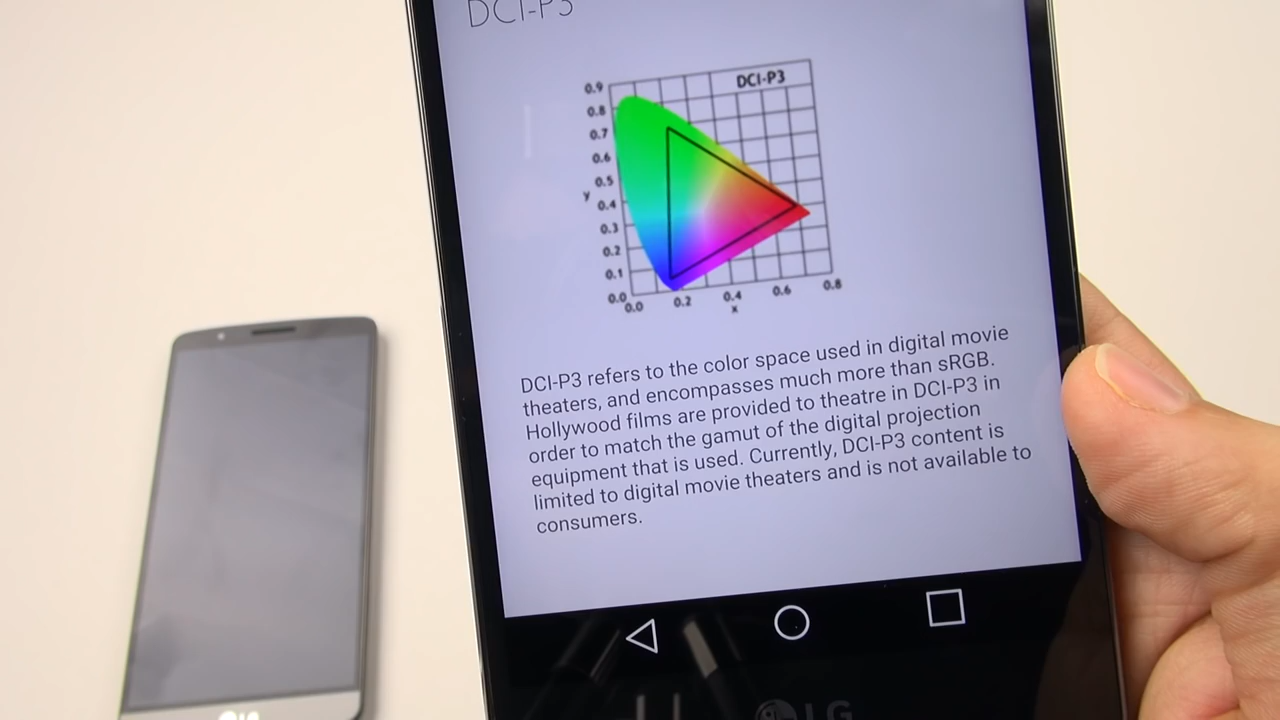 DCI-P3
DCI-P3
0.9
0.8
0.7
0.6
0.5
0.4
0.3
0.2
0.1
0.0
y
0.0 0.2 0.4 0.6 0.8
x
DCI-P3 refers to the color space used in digital movie
theaters, and encompasses much more than sRGB.
Hollywood films are provided to theatre in DCI-P3 in
order to match the gamut of the digital projection
equipment that is used. Currently, DCI-P3 content is
limited to digital movie theaters and is not available to
consumers.
LG
LG